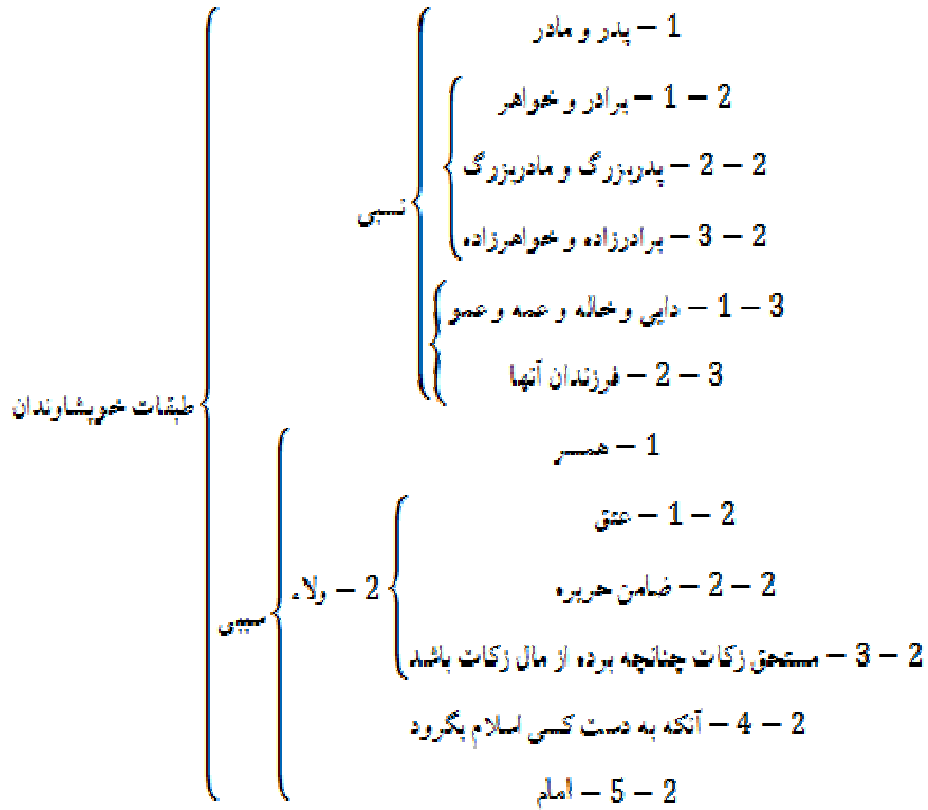 1 – پدر و مادر
2 – 1 – برادر و خواهر
2 – 2 – پدربزرگ و مادربزرگ
نسبی
2 – 3 – برادرزاده و خواهرزاده
3 – 1 – دایی و خاله و عمه و عمو
3 – 2 – فرزندان آنها
طبقات خویشاوندان
1 – همسر
2 – 1 – عتق
2 – ولاء
2 – 2 – ضامن حریره
سببی
2 – 3 – مستحق زکات چنانچه برده از مال زکات باشد
2 – 4 – آنکه به دست کسی اسلام بگرود
2 – 5 – امام